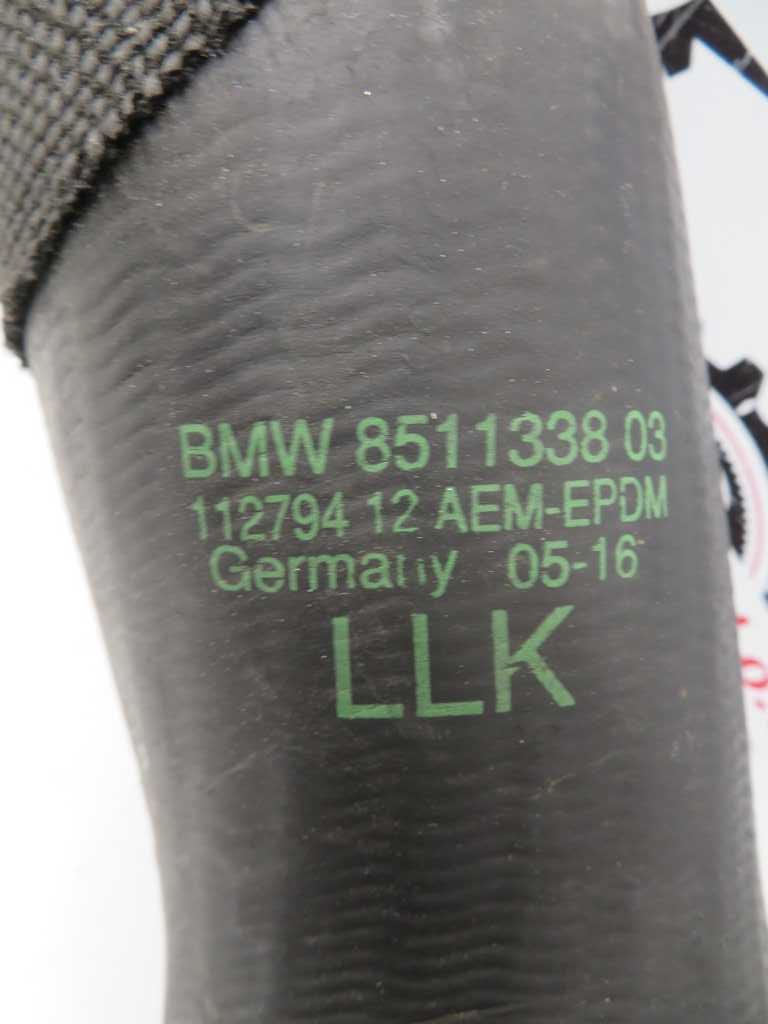 BMW 8511338 03
112794 12 AEM-EPDM
Germany 05-16
LLK